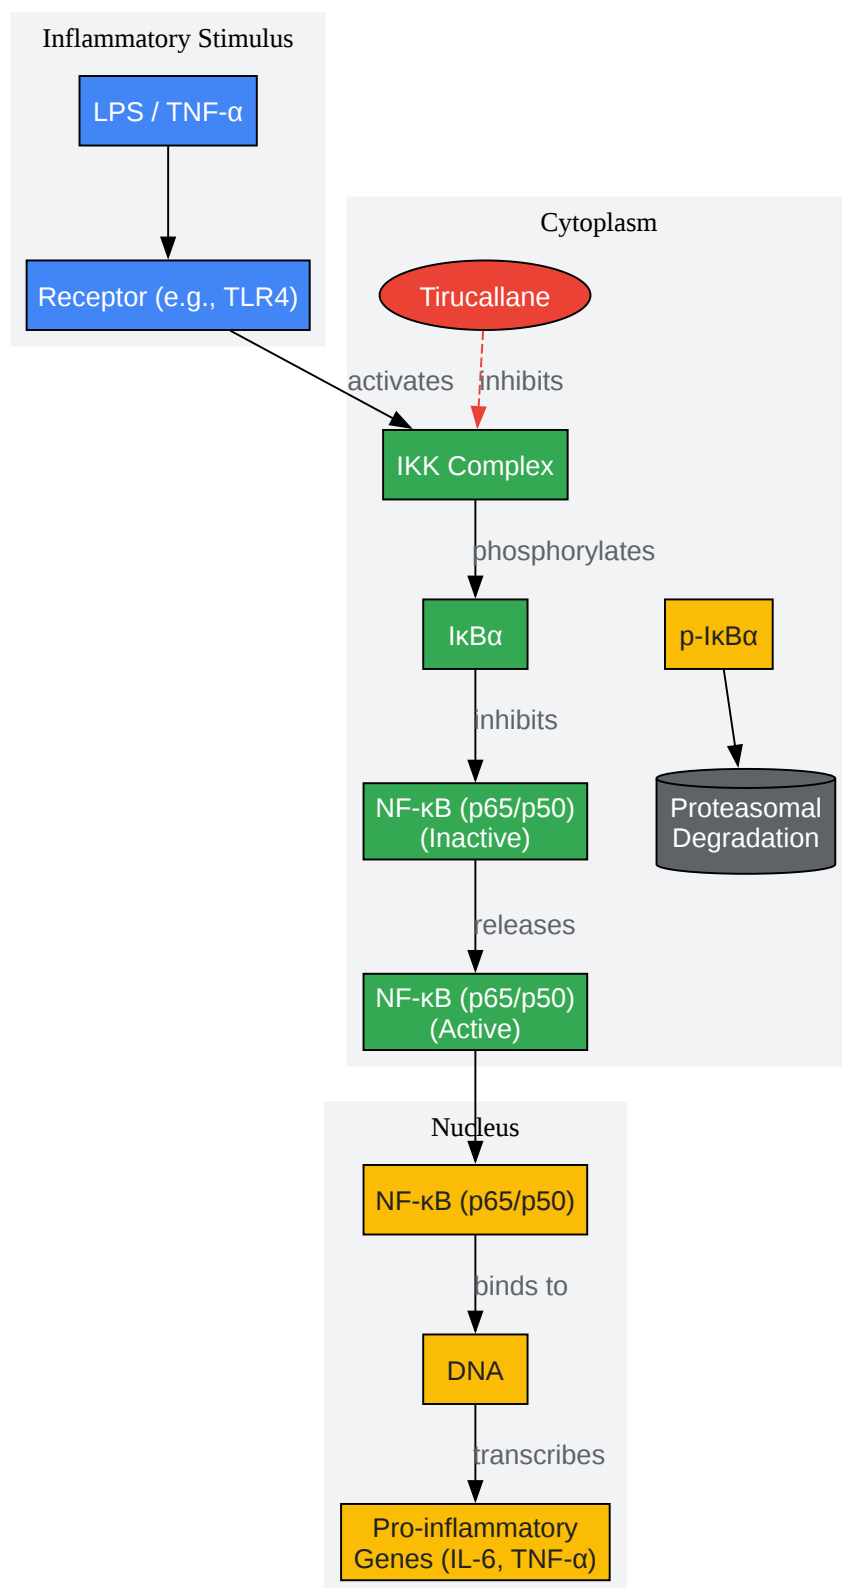 Inflammatory Stimulus
LPS / TNF-α
Receptor (e.g., TLR4)
Cytoplasm
Tirucallane
activates
inhibits
IKK Complex
phosphorylates
IκBα
p-IκBα
inhibits
NF-κB (p65/p50)
(Inactive)
Proteasomal
Degradation
releases
NF-κB (p65/p50)
(Active)
Nucleus
NF-κB (p65/p50)
binds to
DNA
transcribes
Pro-inflammatory
Genes (IL-6, TNF-α)